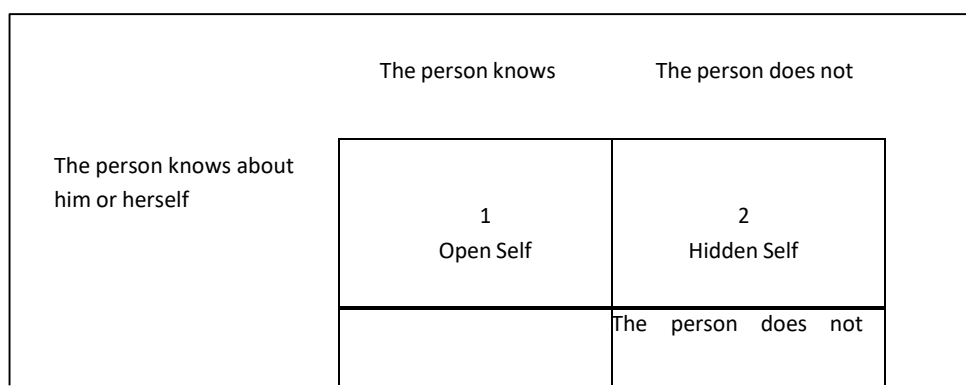 The person knows
The person does not
The person knows about
him or herself
1
Open Self
2
Hidden Self
The person does not